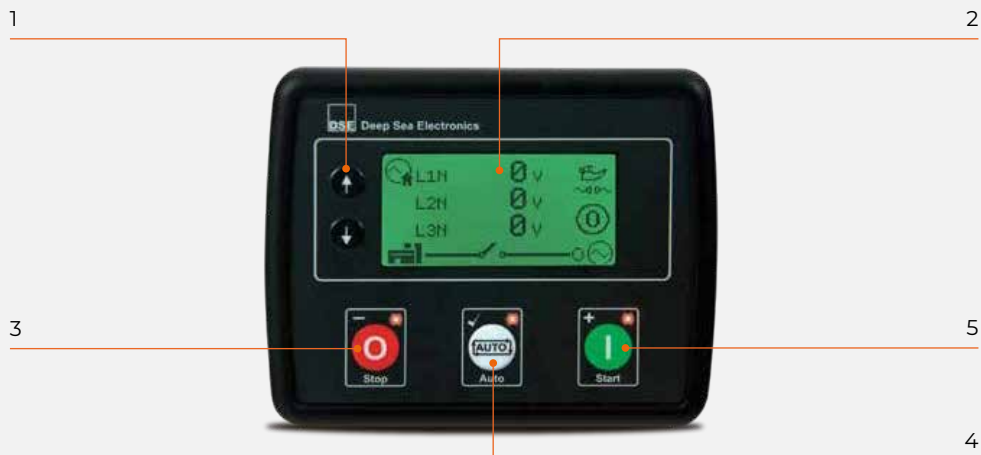 1
2
DSE Deep Sea Electronics
L1N 0 V
L2N 0 V
L3N 0 V
3
5
- 
O
Stop
✓
AUTO
Auto
+
I
Start
4